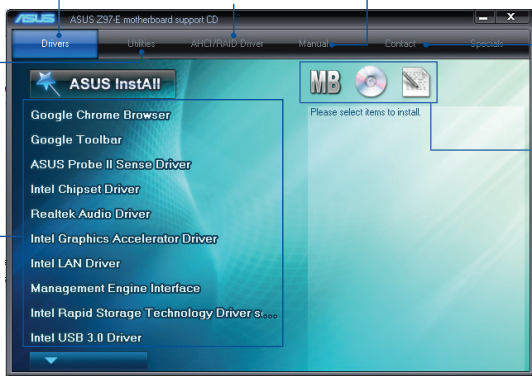 ASUS ASUS Z97-E motherboard support CD
Drivers Utilities AHCI/RAID Driver Manual Contact Specials
ASUS InstAll
MB
Please select items to install.
Google Chrome Browser
Google Toolbar
ASUS Probe II Sense Driver
Intel Chipset Driver
Realtek Audio Driver
Intel Graphics Accelerator Driver
Intel LAN Driver
Management Engine Interface
Intel Rapid Storage Technology Driver s...
Intel USB 3.0 Driver